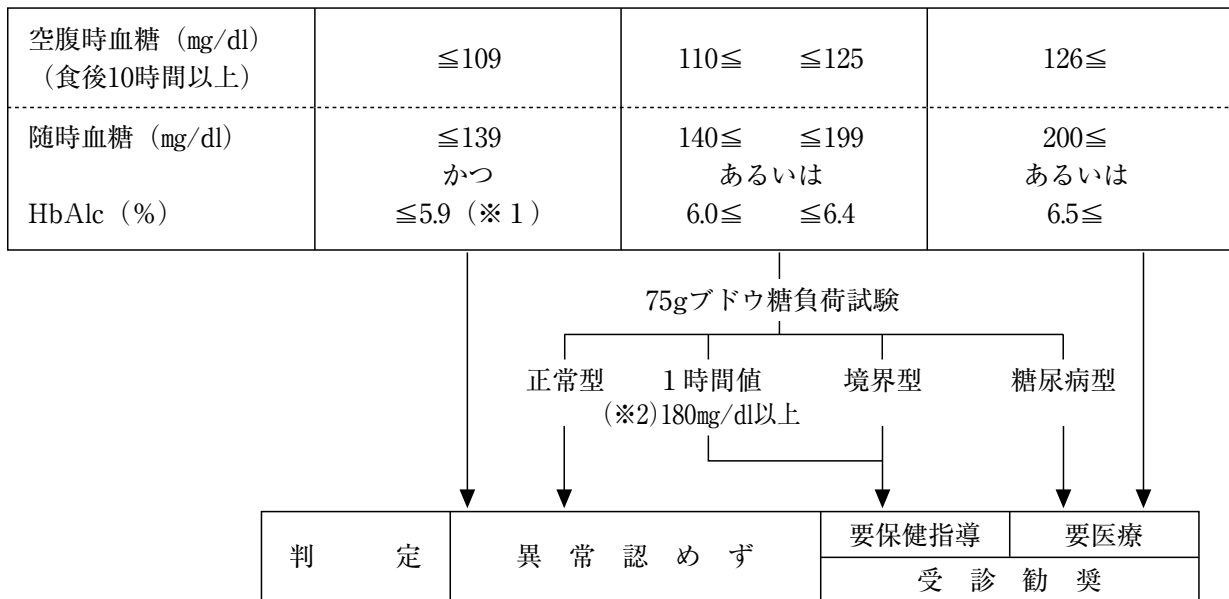 空腹時血糖（㎎/dl） ≦109 110≦ ≦125 126≦
（食後10時間以上）
随時血糖（㎎/dl） ≦139 140≦ ≦199 200≦
かつ あるいは あるいは
HbAlc（％） ≦5.9（※１） 6.0≦ ≦6.4 6.5≦
75gブドウ糖負荷試験
正常型 １時間値 境界型 糖尿病型
(※2)180㎎/dl以上
判定 異常認めず 要保健指導 要医療
受診勧奨